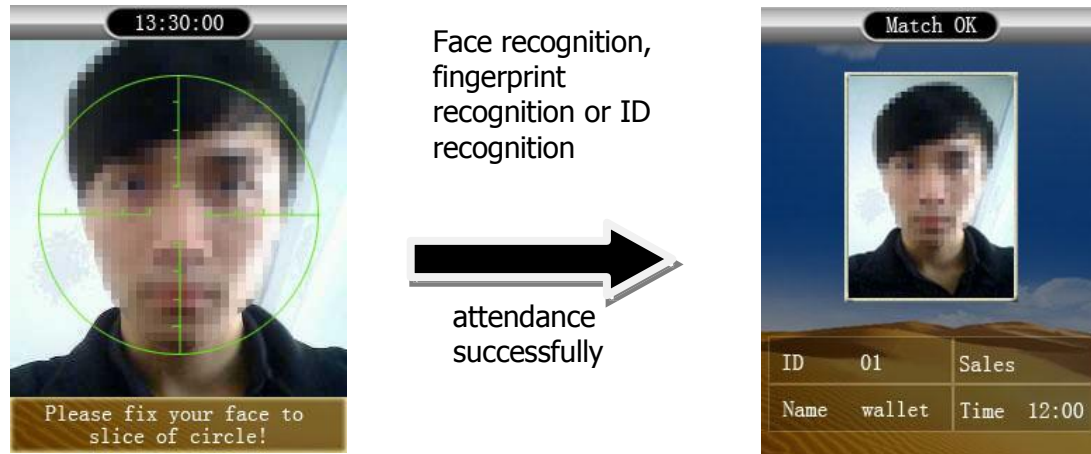 13:30:00
Please fix your face to
slice of circle!
Face recognition,
fingerprint
recognition or ID
recognition
attendance
successfully
Match OK
ID 01 Sales
Name wallet Time 12:00